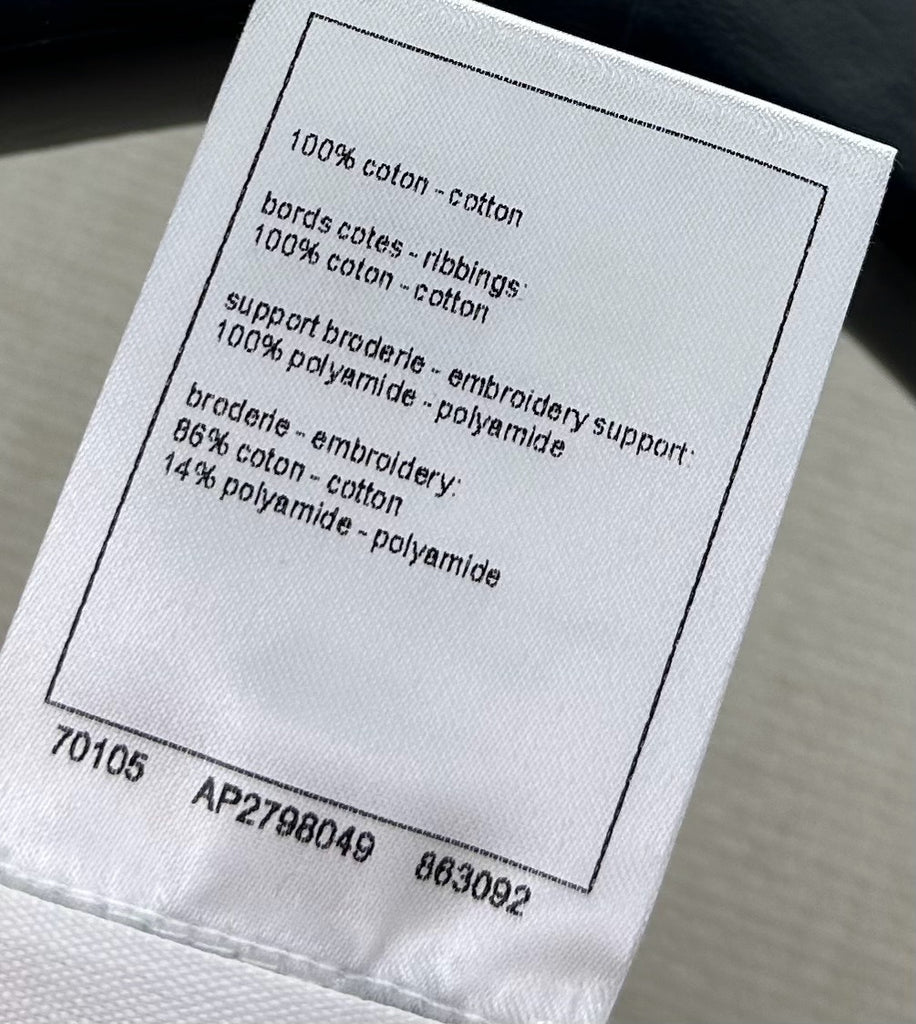 100% coton - cotton
bords cotes - ribbings:
100% coton - cotton
support broderie - embroidery support:
100% polyamide - polyamide
broderie - embroidery:
86% coton - cotton
14% polyamide - polyamide
70105 AP2798049 863092